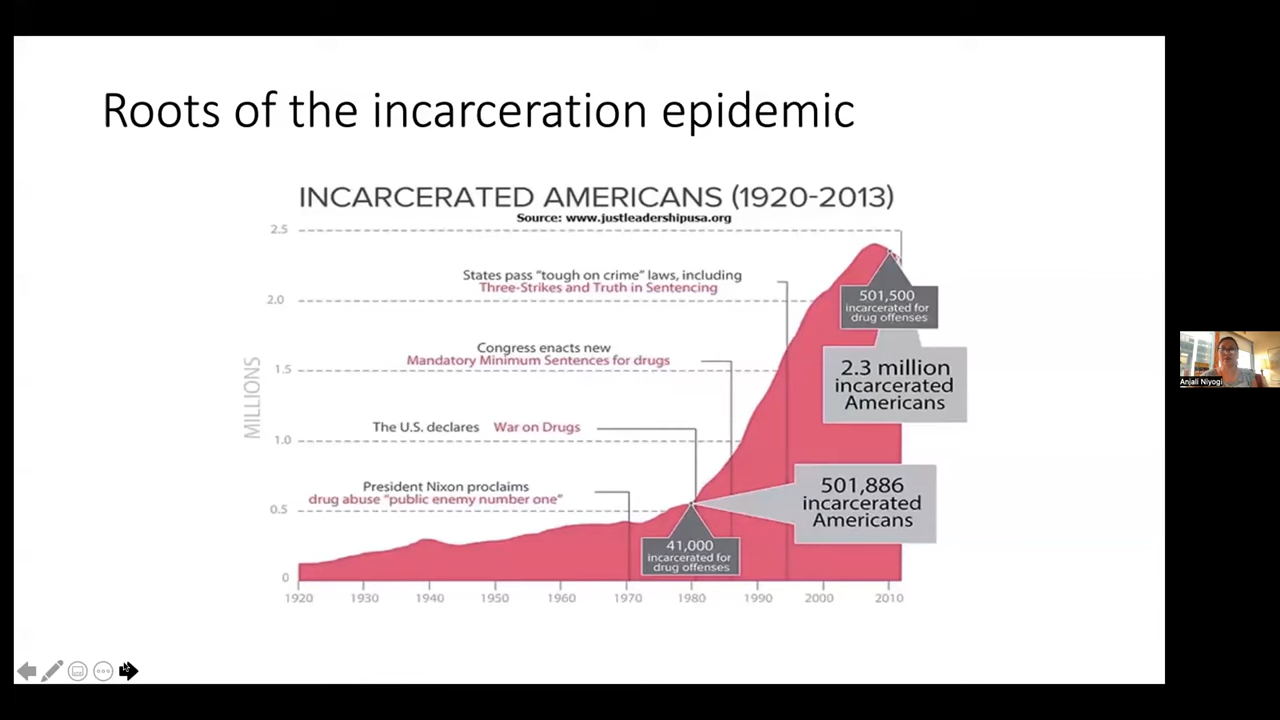 Roots of the incarceration epidemic
INCARCERATED AMERICANS (1920-2013)
Source: www.justleadershipusa.org
2.5
States pass “tough on crime” laws, including
Three-Strikes and Truth in Sentencing
501,500
incarcerated for
drug offenses
2.0
Congress enacts new
Mandatory Minimum Sentences for drugs
2.3 million
incarcerated
Americans
1.5
MILLIONS
The U.S. declares War on Drugs
1.0
President Nixon proclaims
drug abuse “public enemy number one”
501,886
incarcerated
Americans
0.5
41,000
incarcerated for
drug offenses
0
1920 1930 1940 1950 1960 1970 1980 1990 2000 2010
Anjali Niyogi